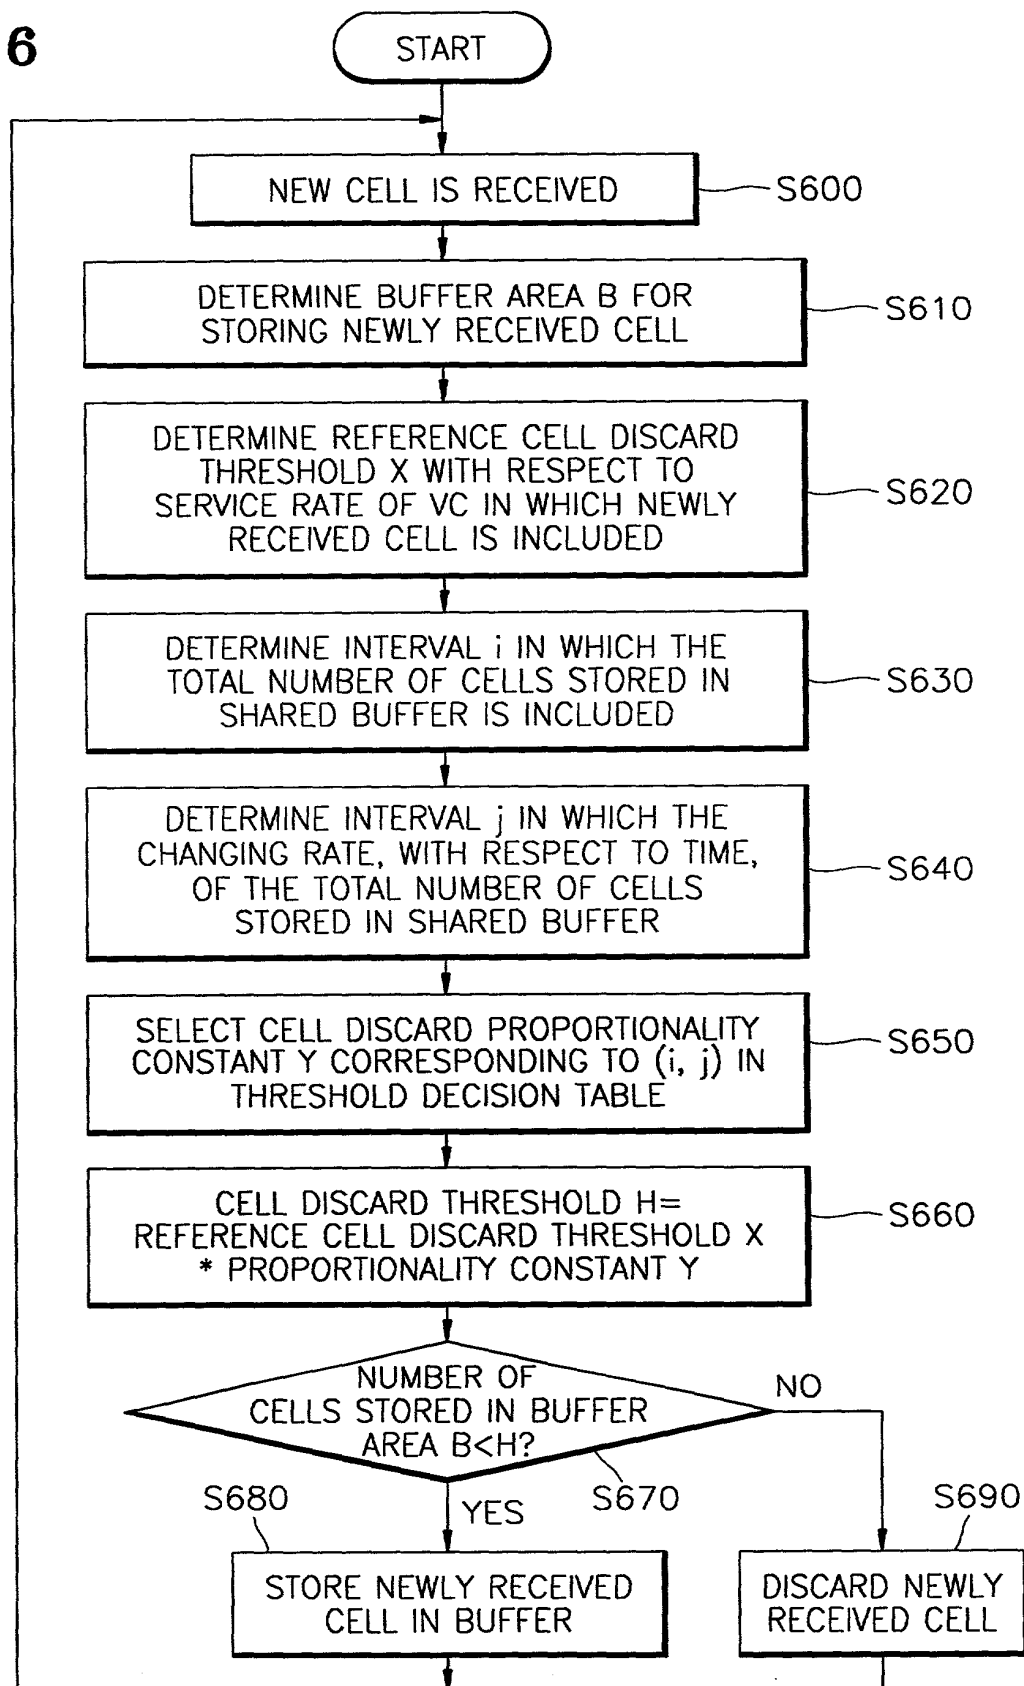 6
START
NEW CELL IS RECEIVED
S600
DETERMINE BUFFER AREA B FOR
STORING NEWLY RECEIVED CELL
S610
DETERMINE REFERENCE CELL DISCARD
THRESHOLD X WITH RESPECT TO
SERVICE RATE OF VC IN WHICH NEWLY
RECEIVED CELL IS INCLUDED
S620
DETERMINE INTERVAL i IN WHICH THE
TOTAL NUMBER OF CELLS STORED IN
SHARED BUFFER IS INCLUDED
S630
DETERMINE INTERVAL j IN WHICH THE
CHANGING RATE, WITH RESPECT TO TIME,
OF THE TOTAL NUMBER OF CELLS
STORED IN SHARED BUFFER
S640
SELECT CELL DISCARD PROPORTIONALITY
CONSTANT Y CORRESPONDING TO (i, j) IN
THRESHOLD DECISION TABLE
S650
CELL DISCARD THRESHOLD H=
REFERENCE CELL DISCARD THRESHOLD X
* PROPORTIONALITY CONSTANT Y
S660
NUMBER OF
CELLS STORED IN BUFFER
AREA B<H?
NO
S670
YES
S680
S690
STORE NEWLY RECEIVED
CELL IN BUFFER
DISCARD NEWLY
RECEIVED CELL